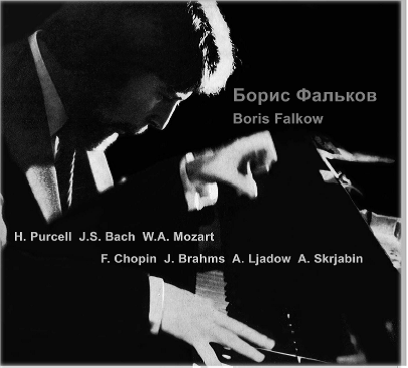 Борис Фальков
Boris Falkow
H. Purcell J.S. Bach W.A. Mozart
F. Chopin J. Brahms A. Ljadow A. Skrjabin